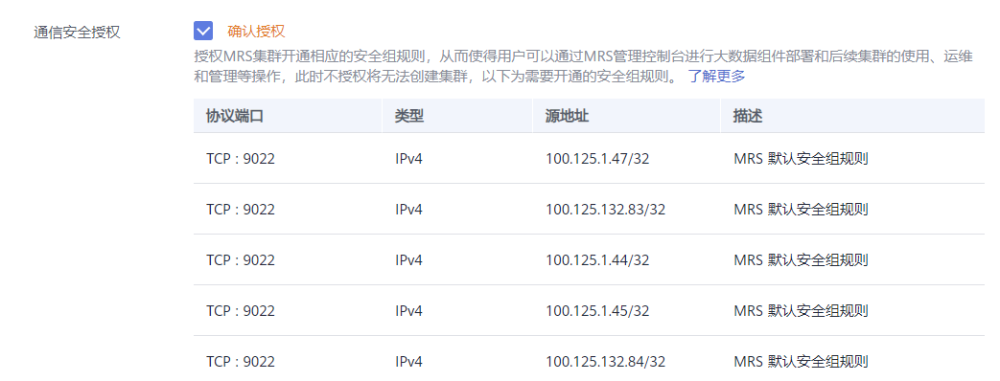 通信安全授权 确认授权
授权MRS集群开通相应的安全组规则，从而使得用户可以通过MRS管理控制台进行大数据组件部署和后续集群的使用、运维
和管理等操作，此时不授权将无法创建集群，以下为需要开通的安全组规则。 了解更多
协议端口 类型 源地址 描述
TCP : 9022 IPv4 100.125.1.47/32 MRS 默认安全组规则
TCP : 9022 IPv4 100.125.132.83/32 MRS 默认安全组规则
TCP : 9022 IPv4 100.125.1.44/32 MRS 默认安全组规则
TCP : 9022 IPv4 100.125.1.45/32 MRS 默认安全组规则
TCP : 9022 IPv4 100.125.132.84/32 MRS 默认安全组规则